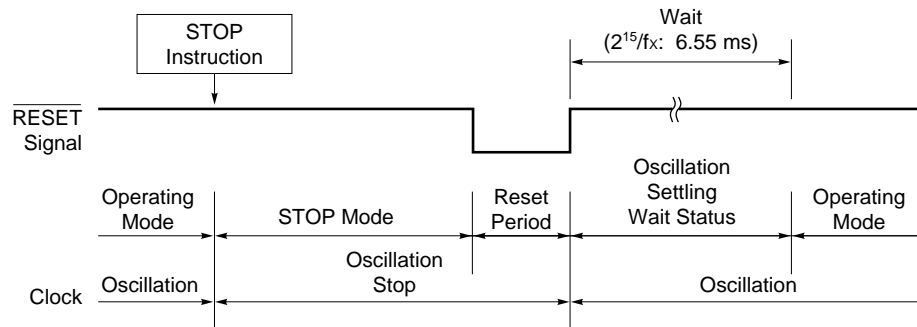 STOP
Instruction
Wait
(2¹⁵/fx: 6.55 ms)
RESET
Signal
Operating
Mode
STOP Mode
Reset
Period
Oscillation
Settling
Wait Status
Operating
Mode
Clock
Oscillation
Oscillation
Stop
Oscillation